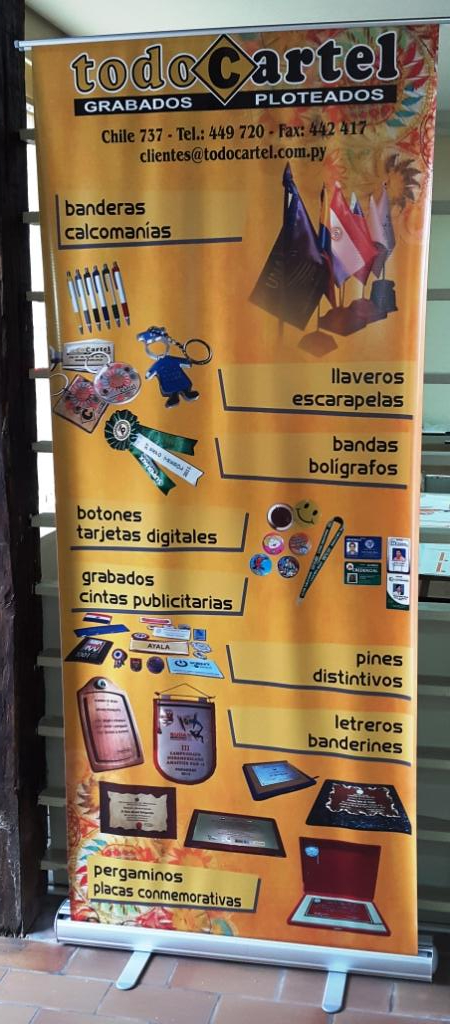 todoCartel
GRABADOS PLOTEADOS
Chile 737 - Tel.: 449 720 - Fax: 442 417
clientes@todocartel.com.py
banderas
calcomanías
llaveros
escarapelas
bandas
bolígrafos
botones
tarjetas digitales
grabados
cintas publicitarias
AYALA
pines
distintivos
III
CAMPEONATO
letreros
banderines
pergaminos
placas conmemorativas